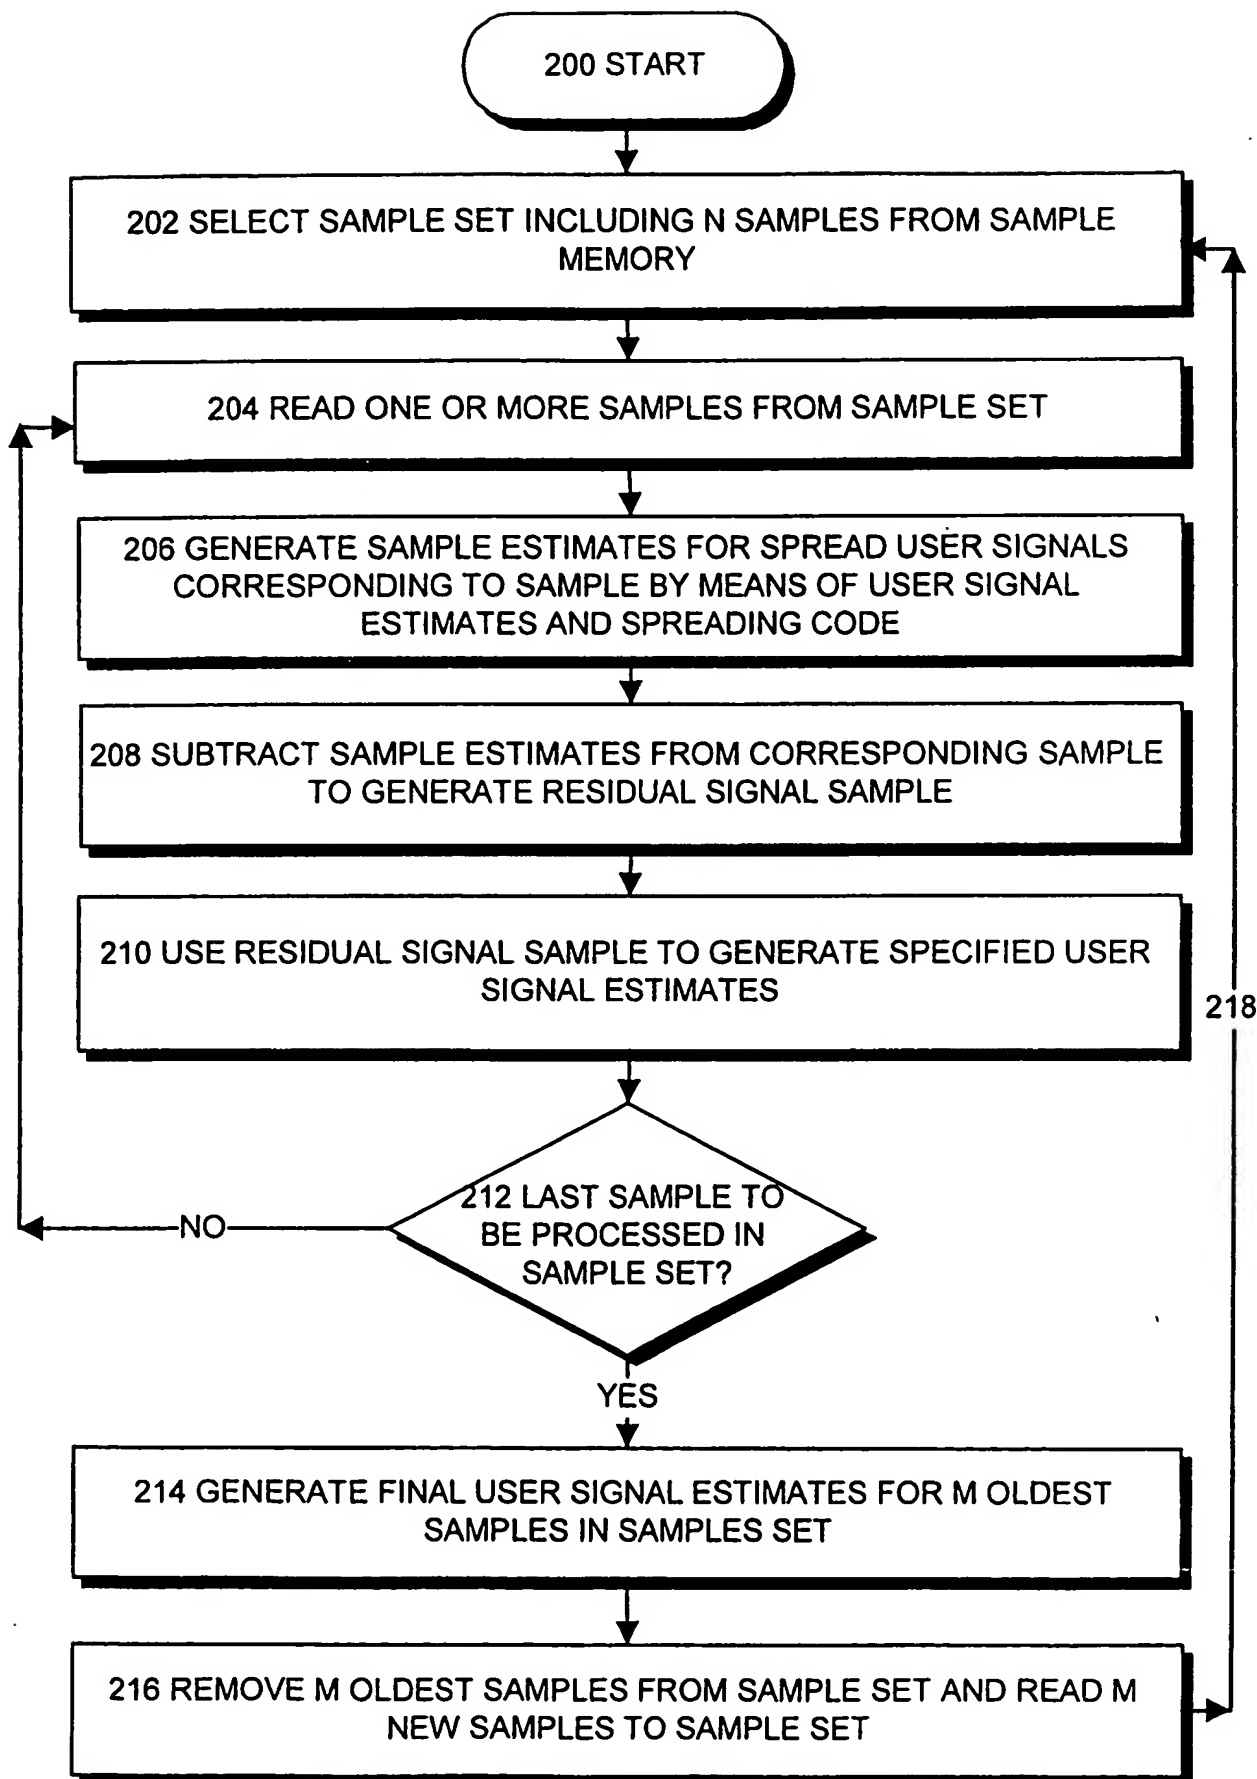 200 START
202 SELECT SAMPLE SET INCLUDING N SAMPLES FROM SAMPLE
MEMORY
204 READ ONE OR MORE SAMPLES FROM SAMPLE SET
206 GENERATE SAMPLE ESTIMATES FOR SPREAD USER SIGNALS
CORRESPONDING TO SAMPLE BY MEANS OF USER SIGNAL
ESTIMATES AND SPREADING CODE
208 SUBTRACT SAMPLE ESTIMATES FROM CORRESPONDING SAMPLE
TO GENERATE RESIDUAL SIGNAL SAMPLE
210 USE RESIDUAL SIGNAL SAMPLE TO GENERATE SPECIFIED USER
SIGNAL ESTIMATES
218
212 LAST SAMPLE TO
BE PROCESSED IN
SAMPLE SET?
NO
YES
214 GENERATE FINAL USER SIGNAL ESTIMATES FOR M OLDEST
SAMPLES IN SAMPLES SET
216 REMOVE M OLDEST SAMPLES FROM SAMPLE SET AND READ M
NEW SAMPLES TO SAMPLE SET